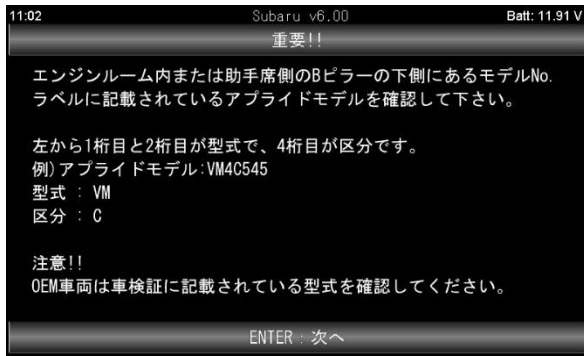 11:02 Subaru v6.00 Batt: 11.91 V
重要!!
エンジンルーム内または助手席側のBピラーの下側にあるモデルNo.
ラベルに記載されているアプライドモデルを確認して下さい。
左から1桁目と2桁目が型式で、4桁目が区分です。
例)アプライドモデル:VM4C545
型式 : VM
区分 : C
注意!!
OEM車両は車検証に記載されている型式を確認してください。
ENTER : 次へ